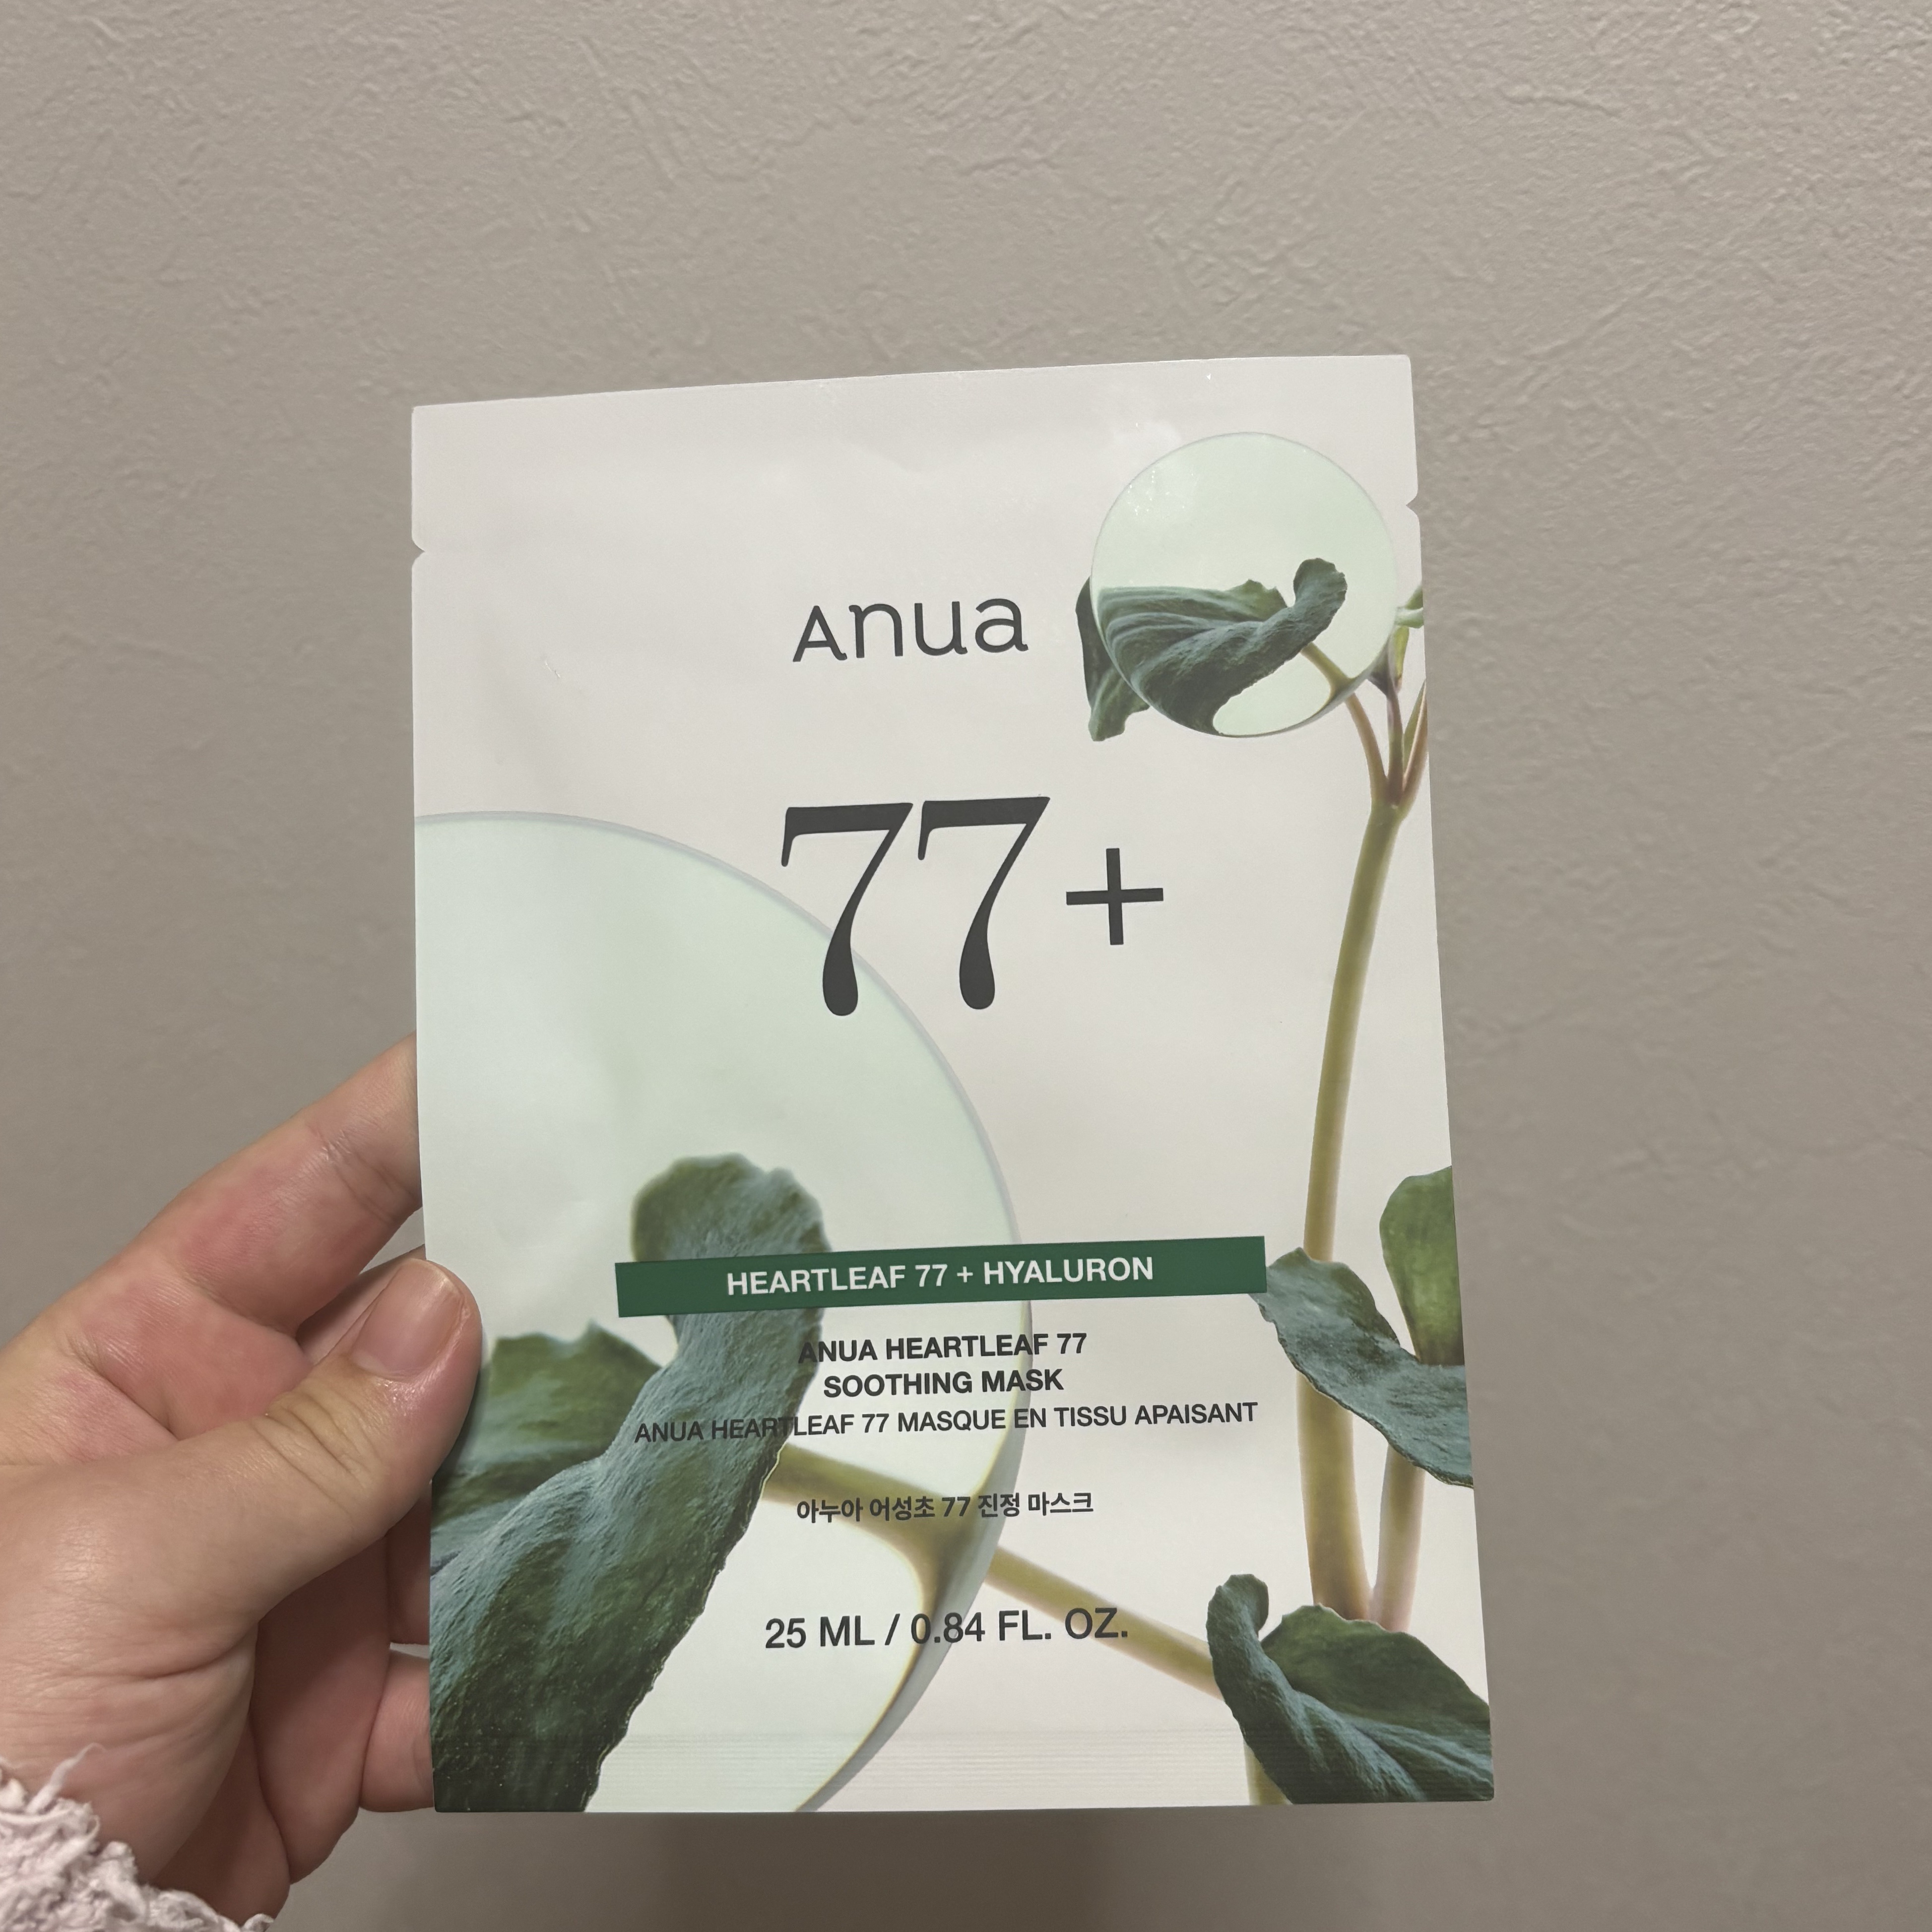 Anua
77+
HEARTLEAF 77 + HYALURON
ANUA HEARTLEAF 77
SOOTHING MASK
ANUA HEARTLEAF 77 MASQUE EN TISSU APAISANT
아누아 어성초 77 진정 마스크
25 ML / 0.84 FL. OZ.